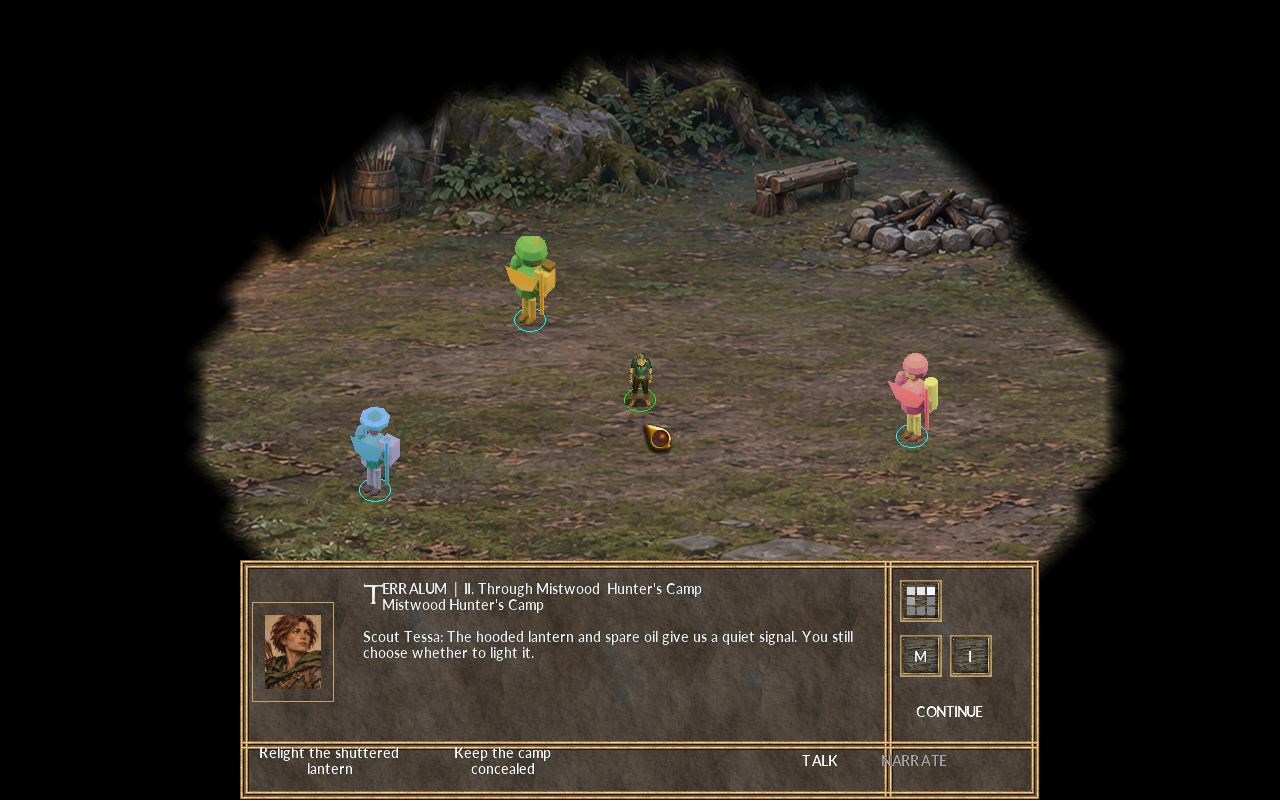 TERRALUM | II. Through Mistwood Hunter's Camp
Mistwood Hunter's Camp
Scout Tessa: The hooded lantern and spare oil give us a quiet signal. You still
choose whether to light it.
M I
CONTINUE
Relight the shuttered
lantern
Keep the camp
concealed
TALK
NARRATE